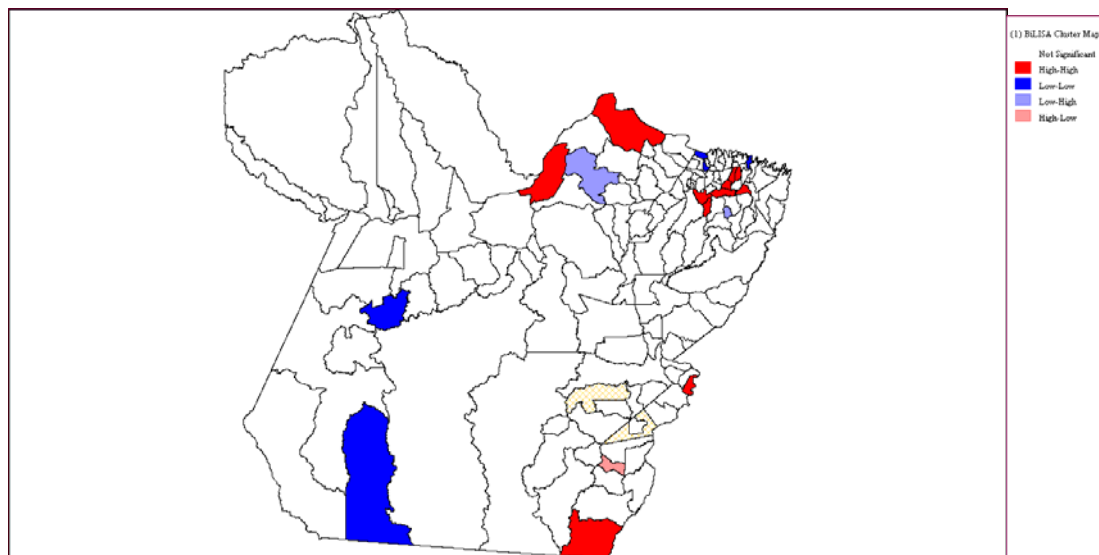 (1) BiLISA Cluster Map
Not Significant
High-High
Low-Low
Low-High
High-Low